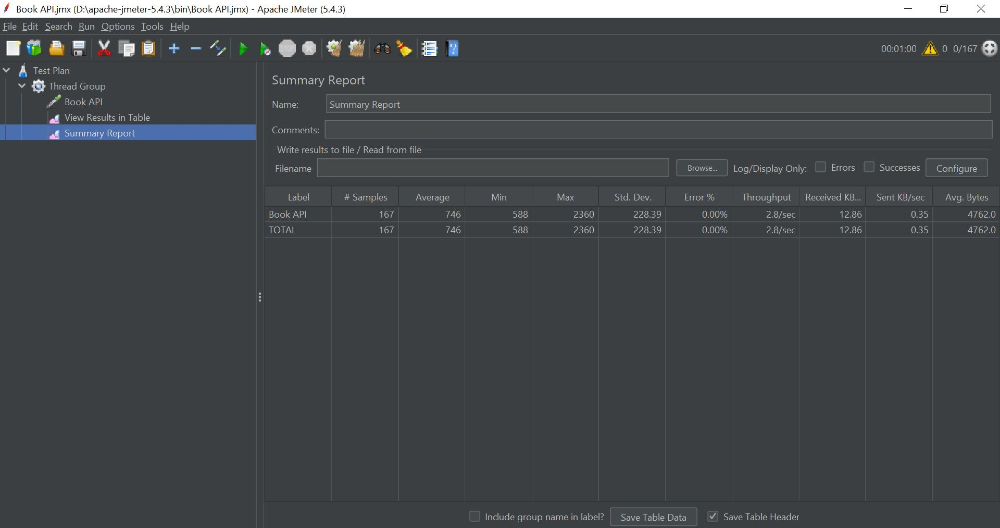 Book API.jmx (D:\apache-jmeter-5.4.3\bin\Book API.jmx) - Apache JMeter (5.4.3)
File Edit Search Run Options Tools Help
STOP
00:01:00 0 0/167
Test Plan
Thread Group
Book API
View Results in Table
Summary Report
Summary Report
Name: Summary Report
Comments:
Write results to file / Read from file
Filename Browse... Log/Display Only: Errors Successes Configure
Label # Samples Average Min Max Std. Dev. Error % Throughput Received KB... Sent KB/sec Avg. Bytes
Book API 167 746 588 2360 228.39 0.00% 2.8/sec 12.86 0.35 4762.0
TOTAL 167 746 588 2360 228.39 0.00% 2.8/sec 12.86 0.35 4762.0
Include group name in label? Save Table Data Save Table Header